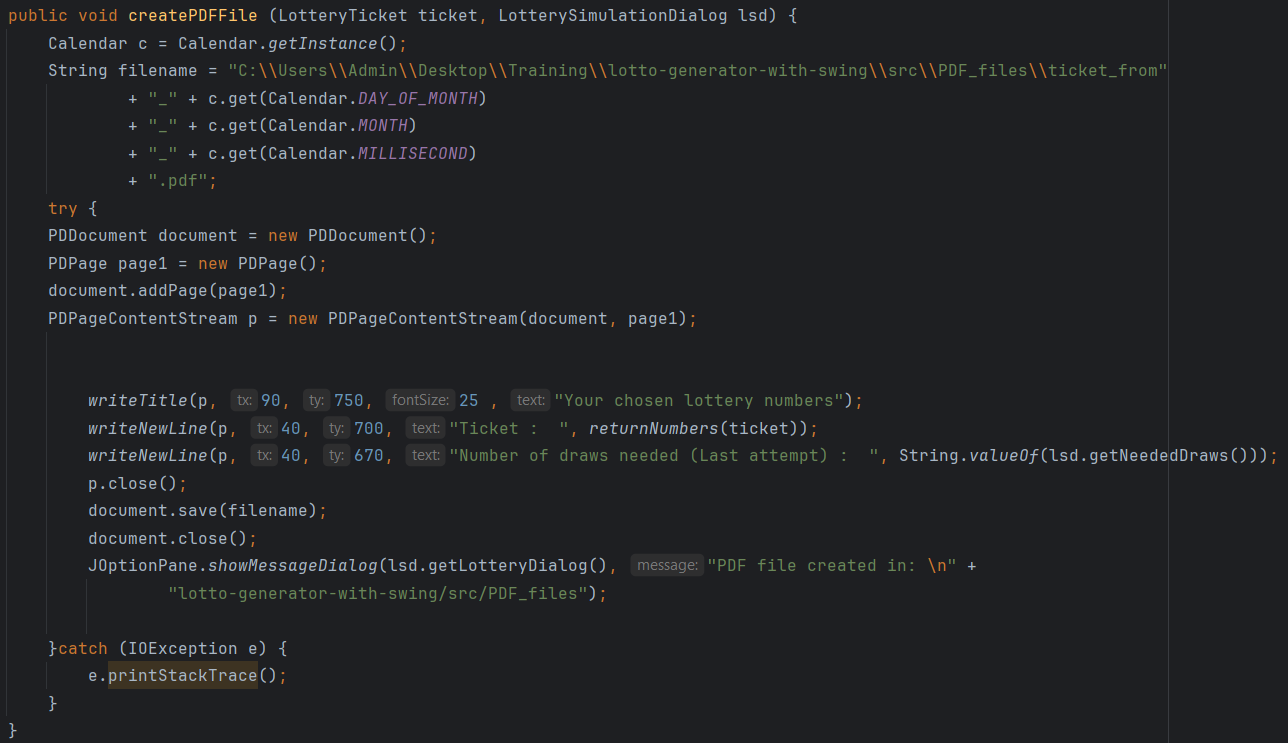 public void createPDFFile (LotteryTicket ticket, LotterySimulationDialog lsd) {
    Calendar c = Calendar.getInstance();
    String filename = "C:\\Users\\Admin\\Desktop\\Training\\lotto-generator-with-swing\\src\\PDF_files\\ticket_from"
            + "_" + c.get(Calendar.DAY_OF_MONTH)
            + "_" + c.get(Calendar.MONTH)
            + "_" + c.get(Calendar.MILLISECOND)
            + ".pdf";
    try {
    PDDocument document = new PDDocument();
    PDPage page1 = new PDPage();
    document.addPage(page1);
    PDPageContentStream p = new PDPageContentStream(document, page1);
        writeTitle(p, tx: 90, ty: 750, fontSize: 25 , text: "Your chosen lottery numbers");
        writeNewLine(p, tx: 40, ty: 700, text: "Ticket :  ", returnNumbers(ticket));
        writeNewLine(p, tx: 40, ty: 670, text: "Number of draws needed (Last attempt) :  ", String.valueOf(lsd.getNeededDraws()));
        p.close();
        document.save(filename);
        document.close();
        JOptionPane.showMessageDialog(lsd.getLotteryDialog(), message: "PDF file created in: \n" +
                "lotto-generator-with-swing/src/PDF_files");
    }catch (IOException e) {
        e.printStackTrace();
    }
}